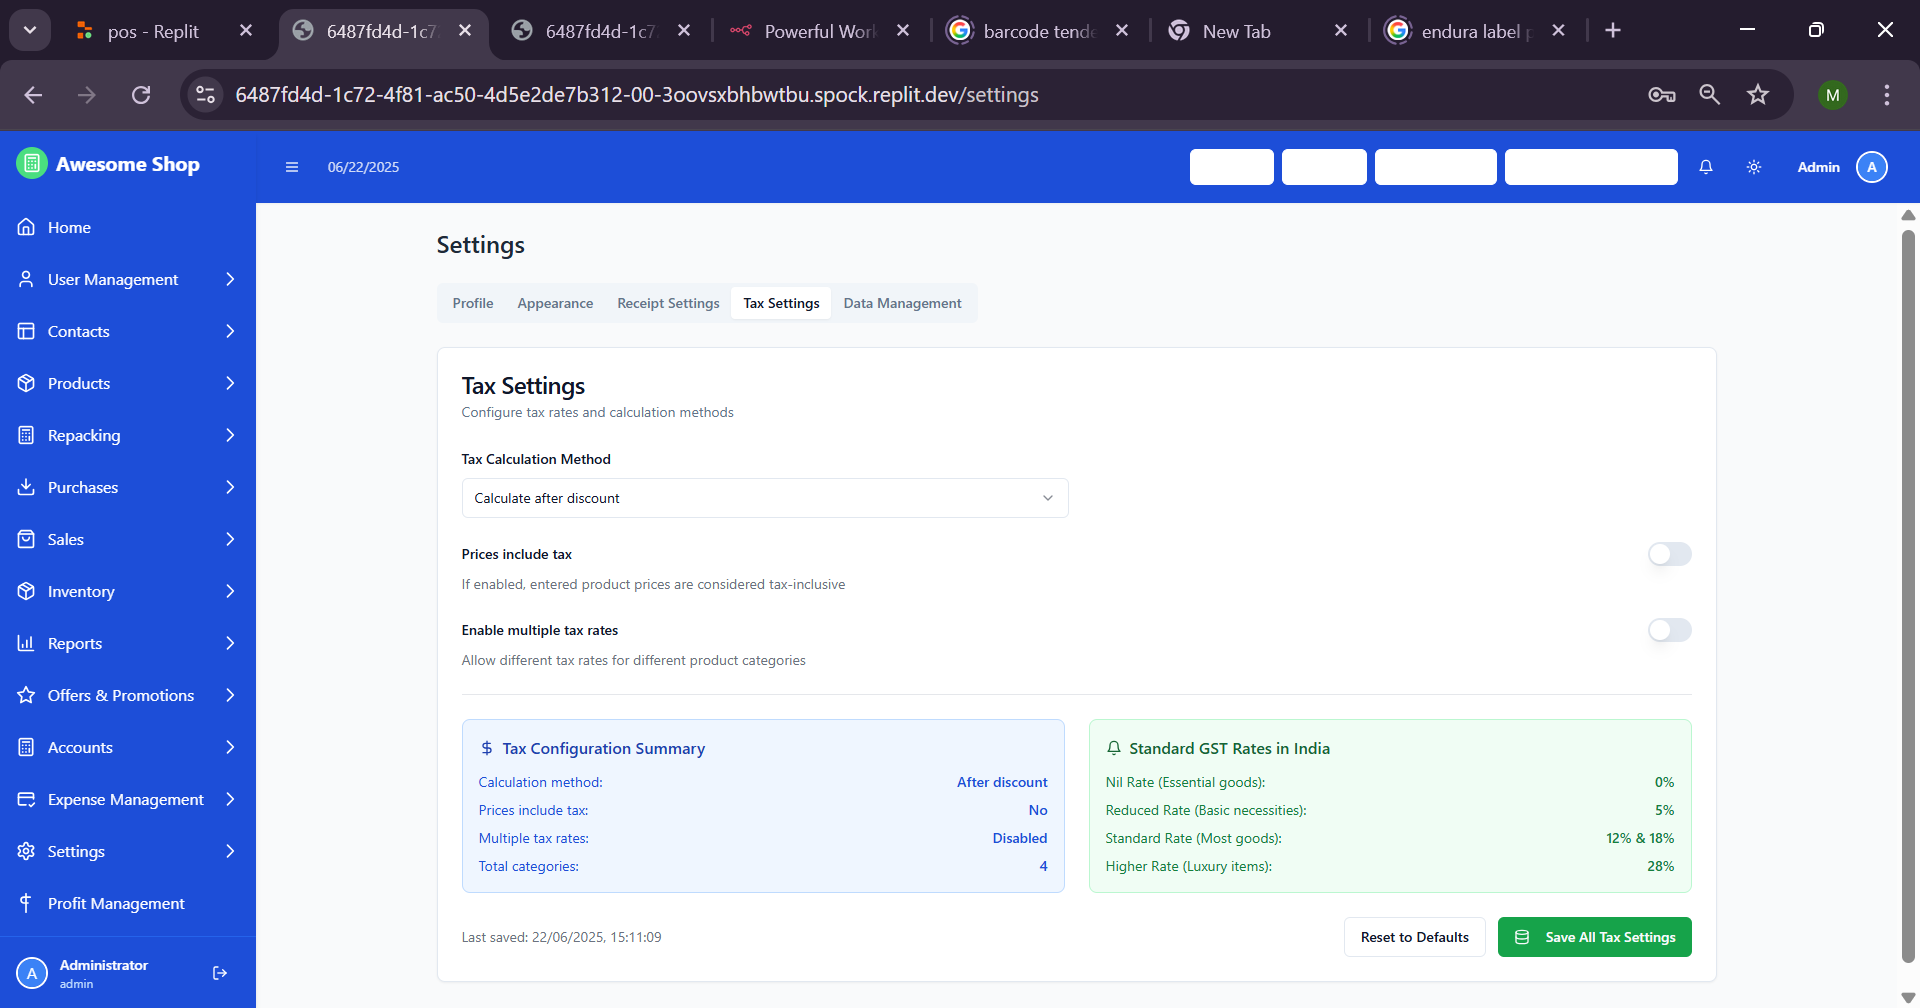 pos - Replit
6487fd4d-1c7
6487fd4d-1c7
Powerful Work
barcode tende
New Tab
endura label p
6487fd4d-1c72-4f81-ac50-4d5e2de7b312-00-3oovsxbhbwtbu.spock.replit.dev/settings
M
Awesome Shop
06/22/2025
Admin
A
Home
User Management
Contacts
Products
Repacking
Purchases
Sales
Inventory
Reports
Offers & Promotions
Accounts
Expense Management
Settings
Profit Management
A
Administrator
admin
Settings
Profile
Appearance
Receipt Settings
Tax Settings
Data Management
Tax Settings
Configure tax rates and calculation methods
Tax Calculation Method
Calculate after discount
Prices include tax
If enabled, entered product prices are considered tax-inclusive
Enable multiple tax rates
Allow different tax rates for different product categories
$ Tax Configuration Summary
Calculation method: After discount
Prices include tax: No
Multiple tax rates: Disabled
Total categories: 4
Standard GST Rates in India
Nil Rate (Essential goods): 0%
Reduced Rate (Basic necessities): 5%
Standard Rate (Most goods): 12% & 18%
Higher Rate (Luxury items): 28%
Last saved: 22/06/2025, 15:11:09
Reset to Defaults
Save All Tax Settings